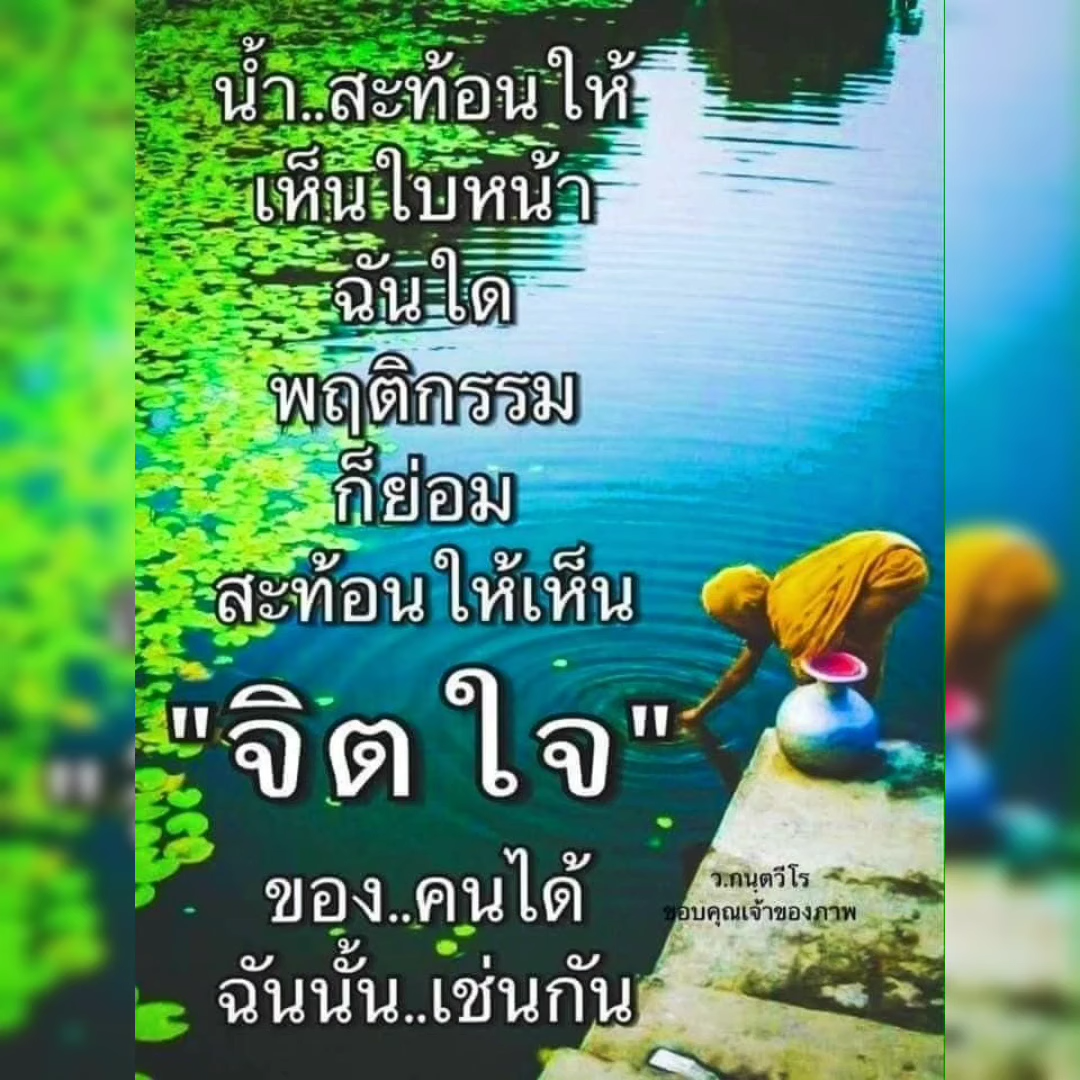 น้ำ..สะท้อนให้
เห็นใบหน้า
ฉันใด
พฤติกรรม
ก็ย่อม
สะท้อนให้เห็น
"จิตใจ"
ของ..คนได้
ฉันนั้น..เช่นกัน
ว.กนฺตวีโร
ขอบคุณเจ้าของภาพ